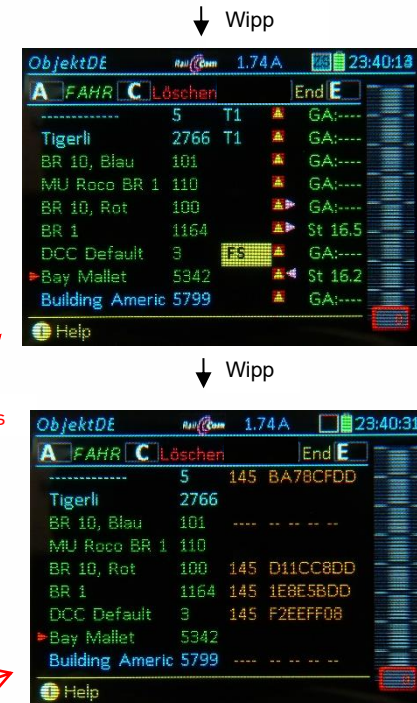 Wipp
ObjektDE RailCom 1.74A 23:40:13
A FAHR C Löschen End E
------------- 5 T1 GA:----
Tigerli 2766 T1 GA:----
BR 10, Blau 101 GA:----
MU Roco BR 1 110 GA:----
BR 10, Rot 100 GA:----
BR 1 1164 St 16.5
DCC Default 3 FS GA:----
Bay Mallet 5342 St 16.2
Building Americ 5799 GA:----
Help
Wipp
s
ObjektDE RailCom 1.74A 23:40:31
A FAHR C Löschen End E
------------- 5 145 BA78CFDD
Tigerli 2766
BR 10, Blau 101 ---- -- -- -- --
MU Roco BR 1 110
BR 10, Rot 100 145 D11CC8DD
BR 1 1164 145 1E8E5BDD
DCC Default 3 145 F2EEFF08
Bay Mallet 5342
Building Americ 5799 ---- -- -- -- --
Help